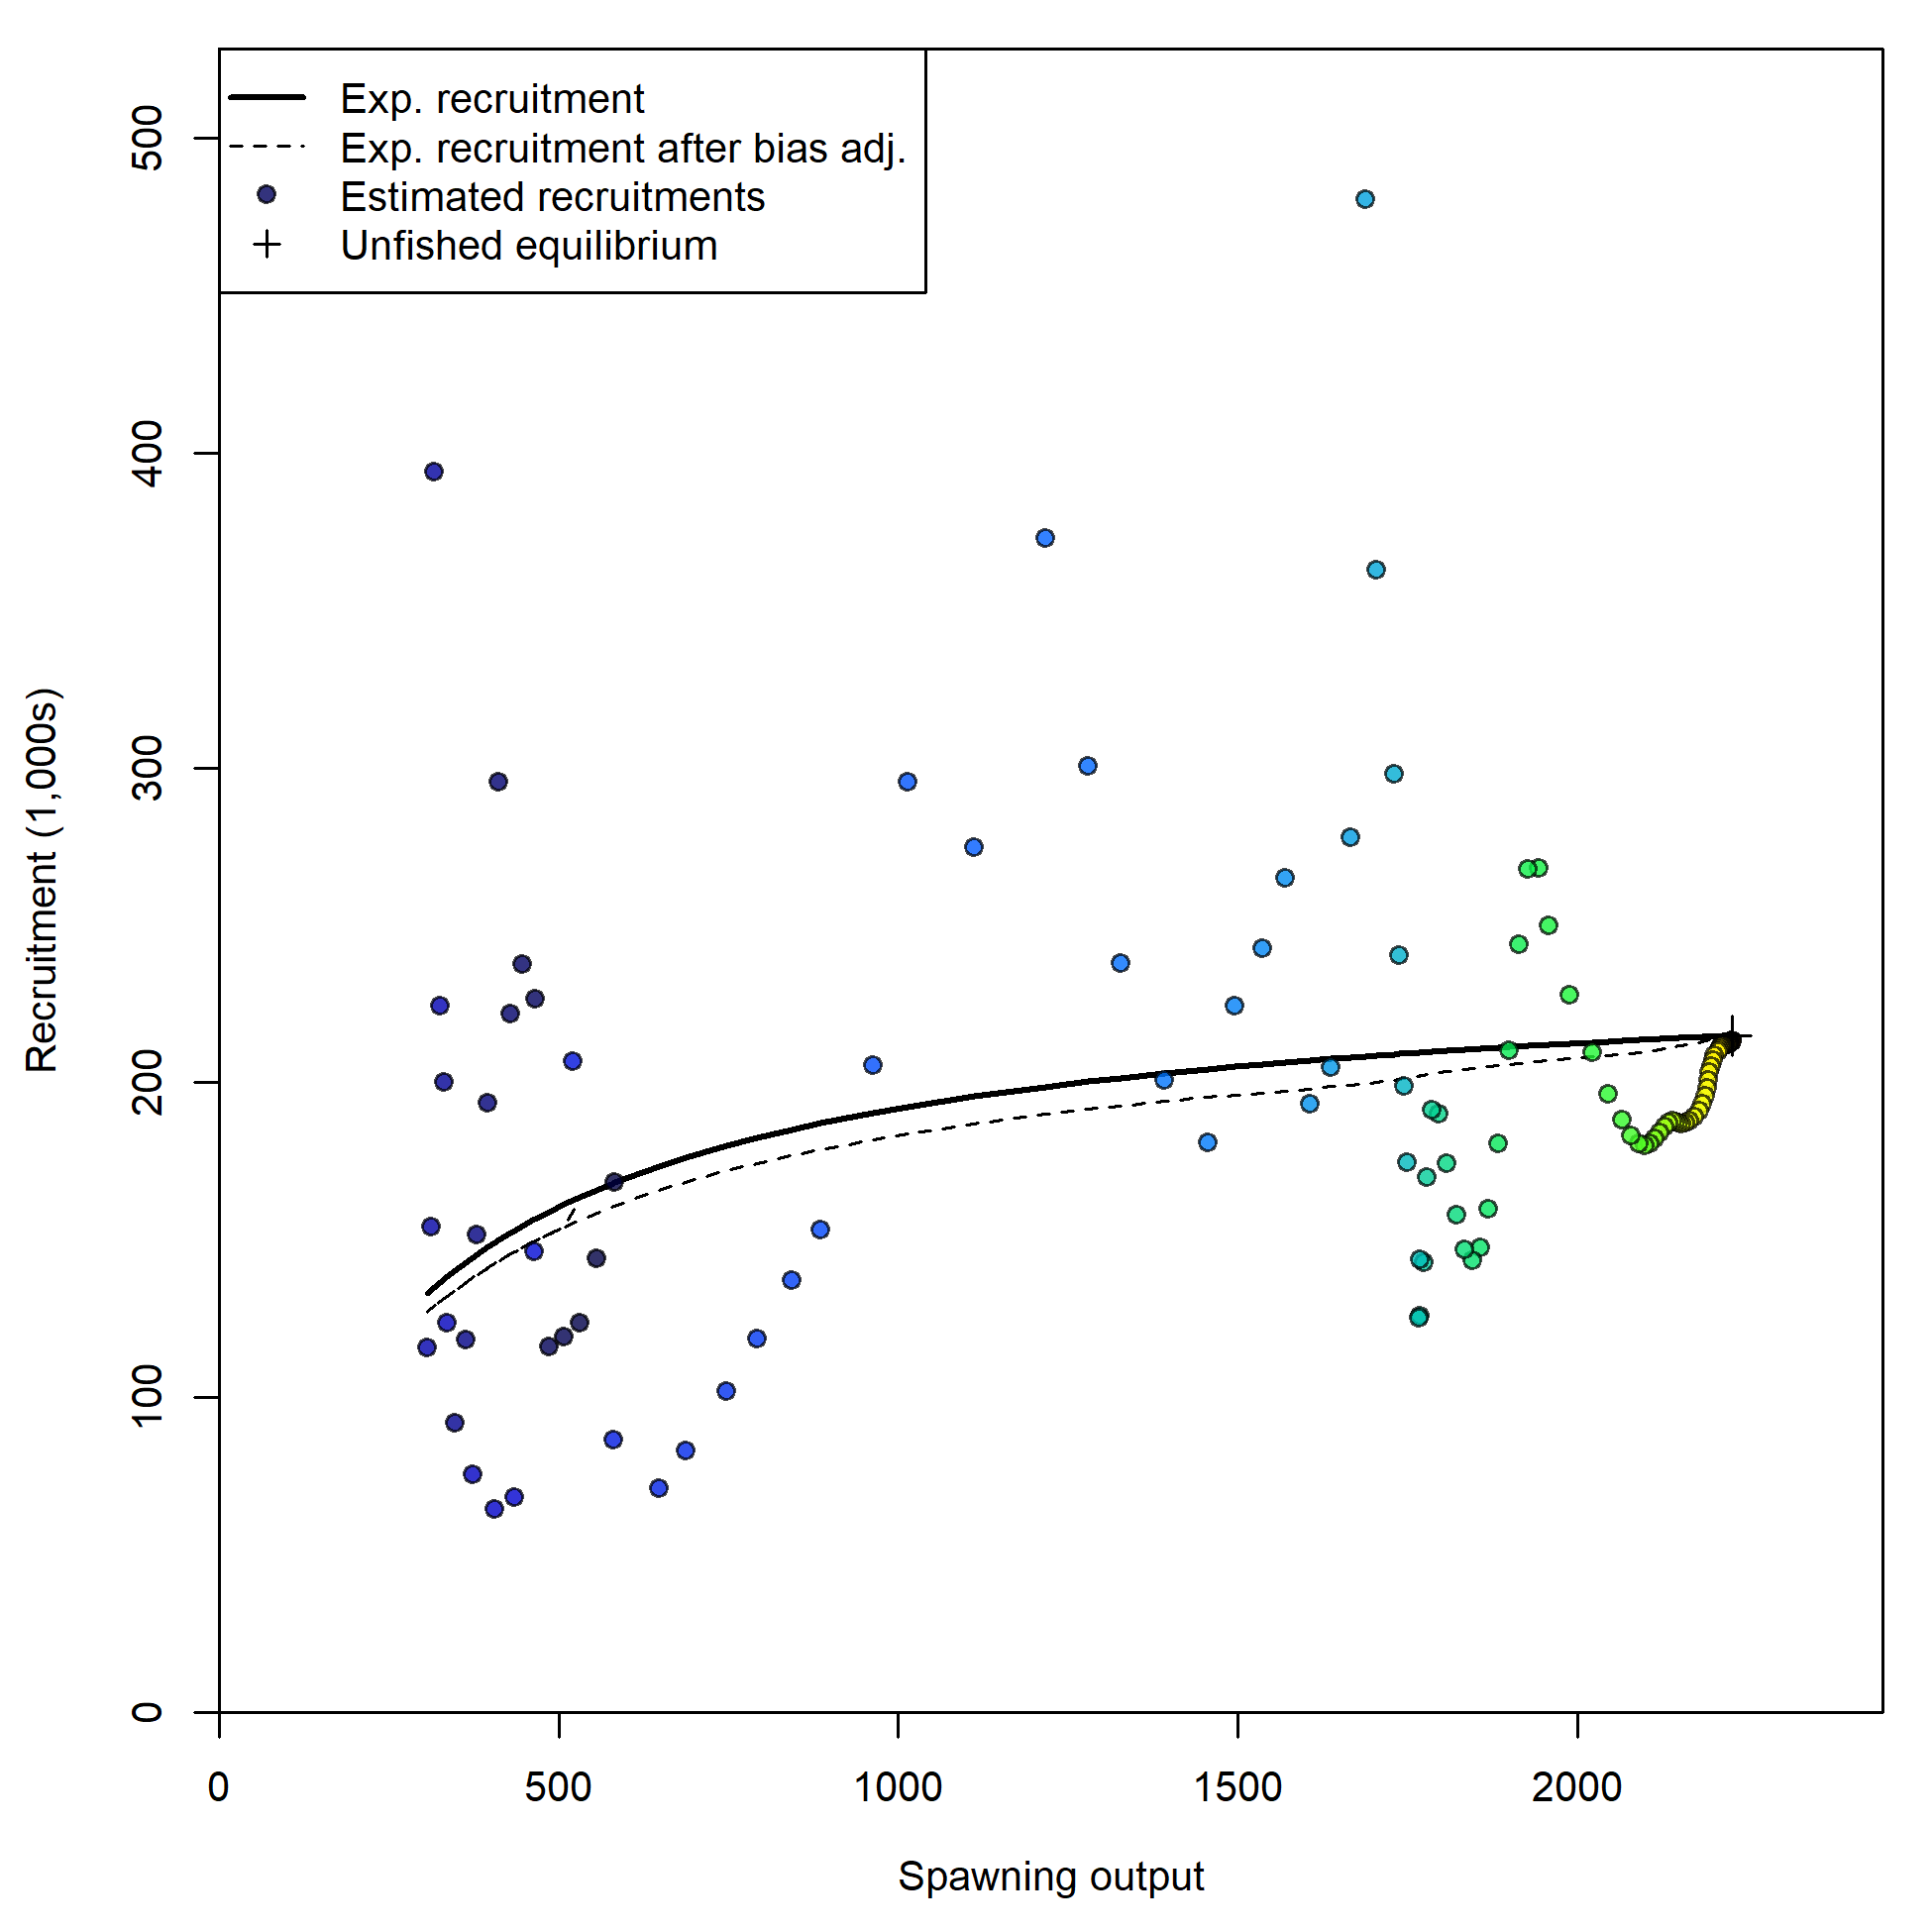 Exp. recruitment
Exp. recruitment after bias adj.
Estimated recruitments
Unfished equilibrium
500
400
300
200
100
0
Recruitment (1,000s)
0 500 1000 1500 2000
Spawning output